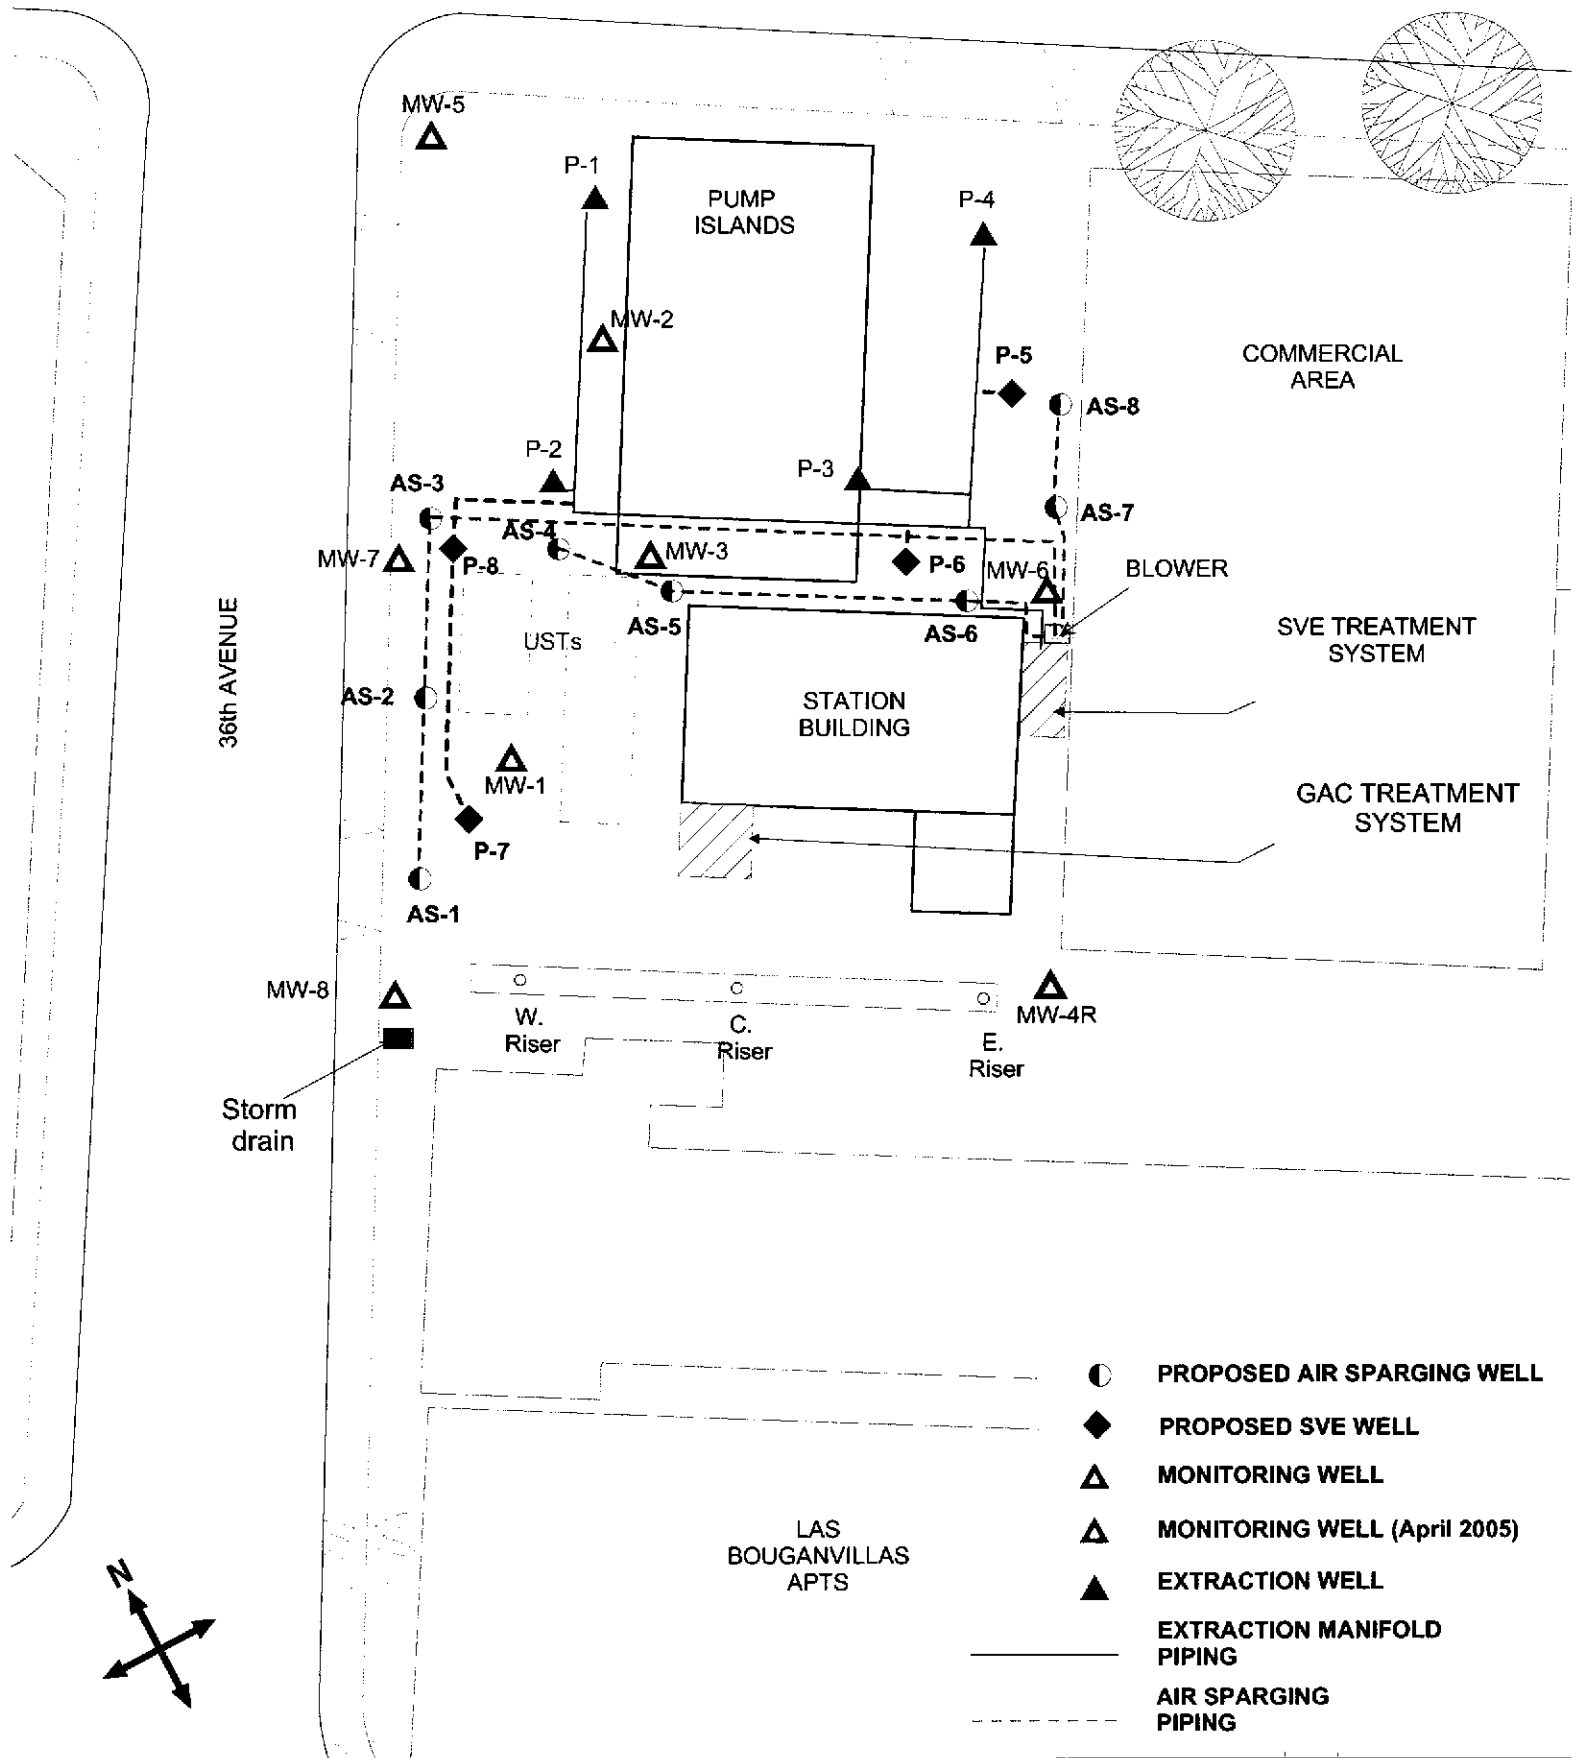 MW-5
P-1
PUMP
ISLANDS
P-4
MW-2
COMMERCIAL
AREA
P-5
AS-8
P-2
P-3
AS-3
AS-7
AS-4
MW-7
P-8
MW-3
P-6
MW-6
BLOWER
36th AVENUE
USTs
AS-5
AS-6
SVE TREATMENT
SYSTEM
AS-2
STATION
BUILDING
MW-1
GAC TREATMENT
SYSTEM
P-7
AS-1
MW-8
W.
Riser
C.
Riser
E.
Riser
MW-4R
Storm
drain
PROPOSED AIR SPARGING WELL
PROPOSED SVE WELL
MONITORING WELL
MONITORING WELL (April 2005)
EXTRACTION WELL
EXTRACTION MANIFOLD
PIPING
AIR SPARGING
PIPING
LAS
BOUGANVILLAS
APTS
N